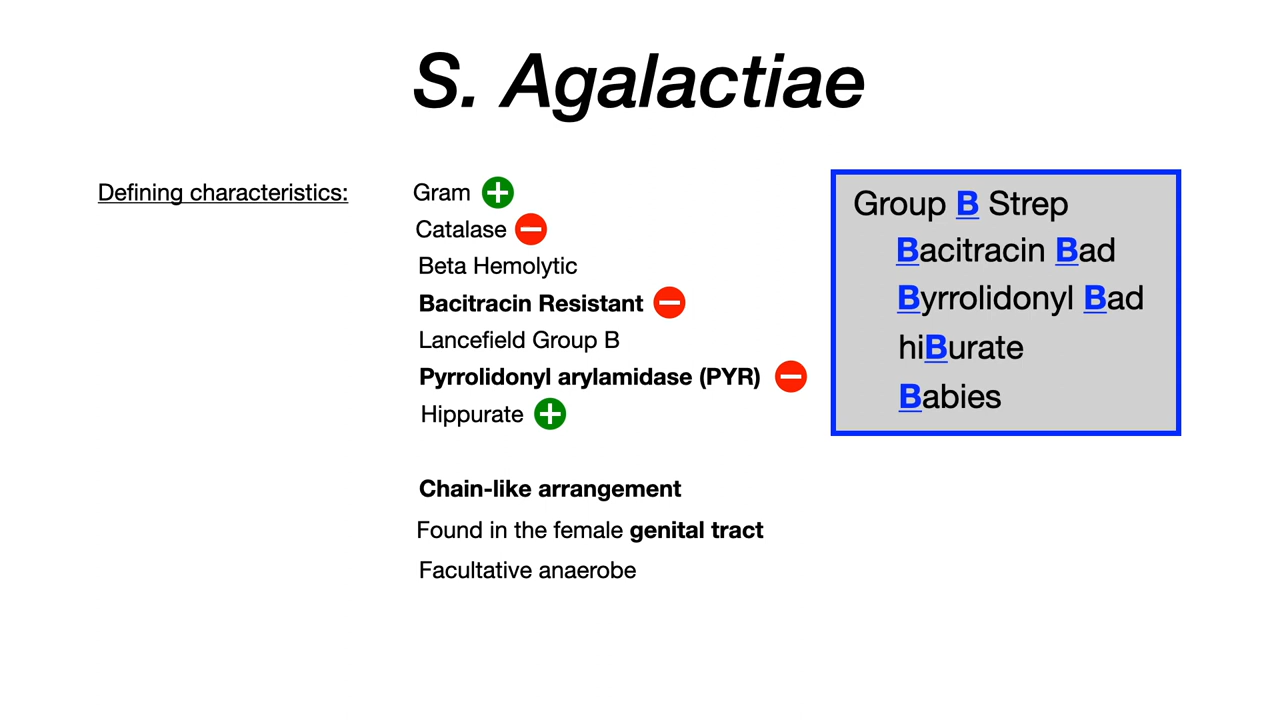 S. Agalactiae
Defining characteristics:
Gram
Catalase
Beta Hemolytic
Bacitracin Resistant
Lancefield Group B
Pyrrolidonyl arylamidase (PYR)
Hippurate
Chain-like arrangement
Found in the female genital tract
Facultative anaerobe
Group B Strep
Bacitracin Bad
Byrrolidonyl Bad
hiBurate
Babies